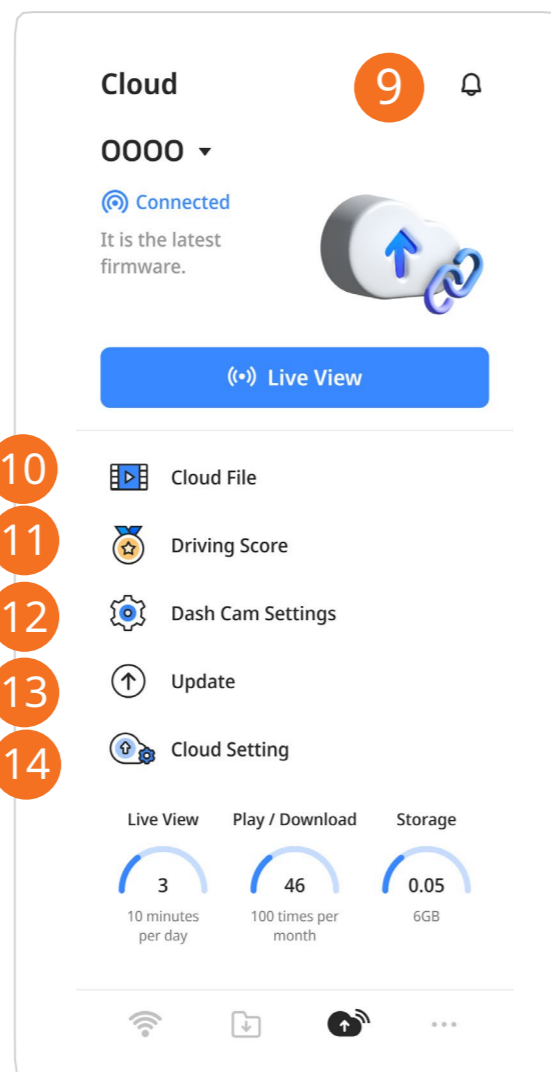 Cloud
9
OOOO
Connected
It is the latest
firmware.
Live View
10
Cloud File
11
Driving Score
12
Dash Cam Settings
13
Update
14
Cloud Setting
Live View Play / Download Storage
3 46 0.05
10 minutes 100 times per 6GB
per day month